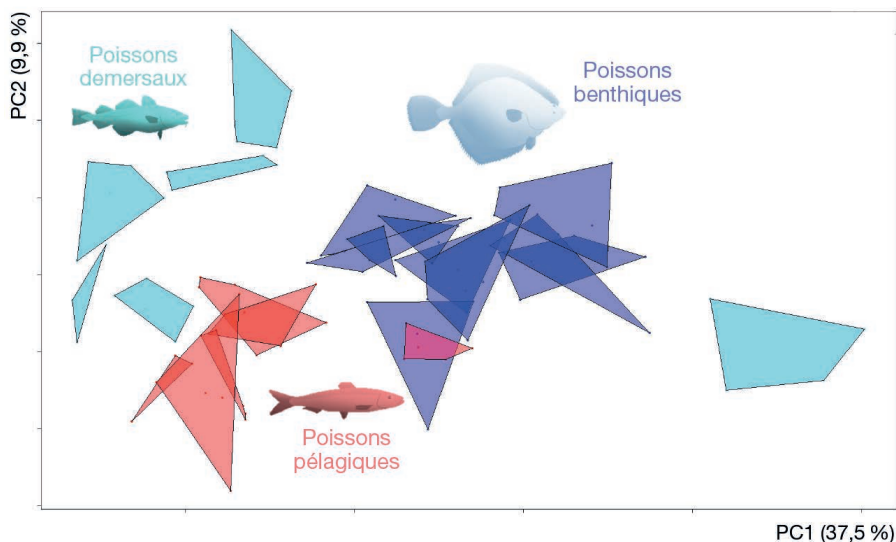 PC2 (9,9 %)
Poissons
demersaux
Poissons
benthiques
Poissons
pélagiques
PC1 (37,5 %)